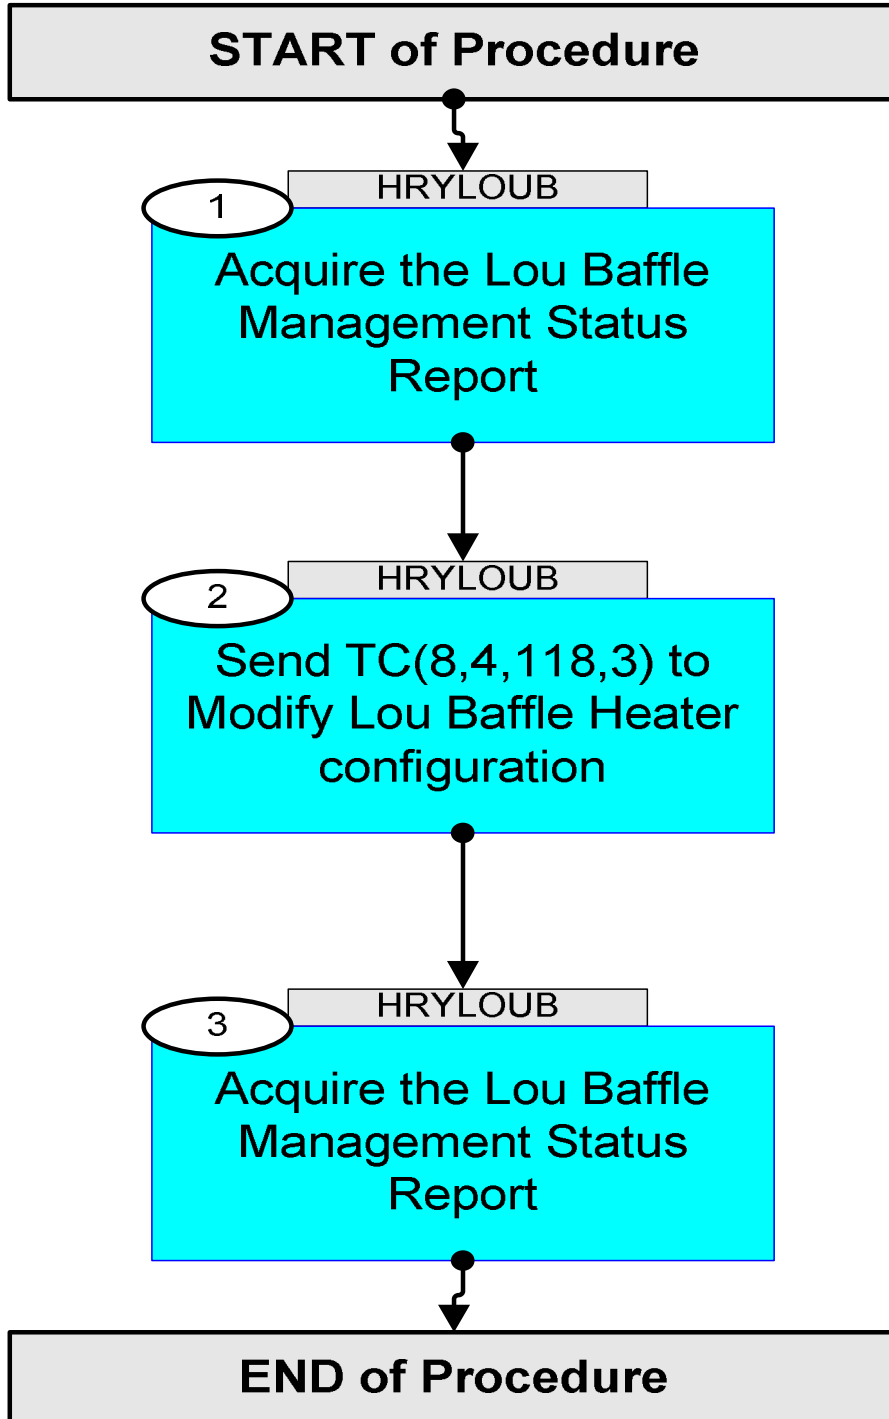 START of Procedure
HRYLOUB
1
Acquire the Lou Baffle
Management Status
Report
HRYLOUB
2
Send TC(8,4,118,3) to
Modify Lou Baffle Heater
configuration
HRYLOUB
3
Acquire the Lou Baffle
Management Status
Report
END of Procedure